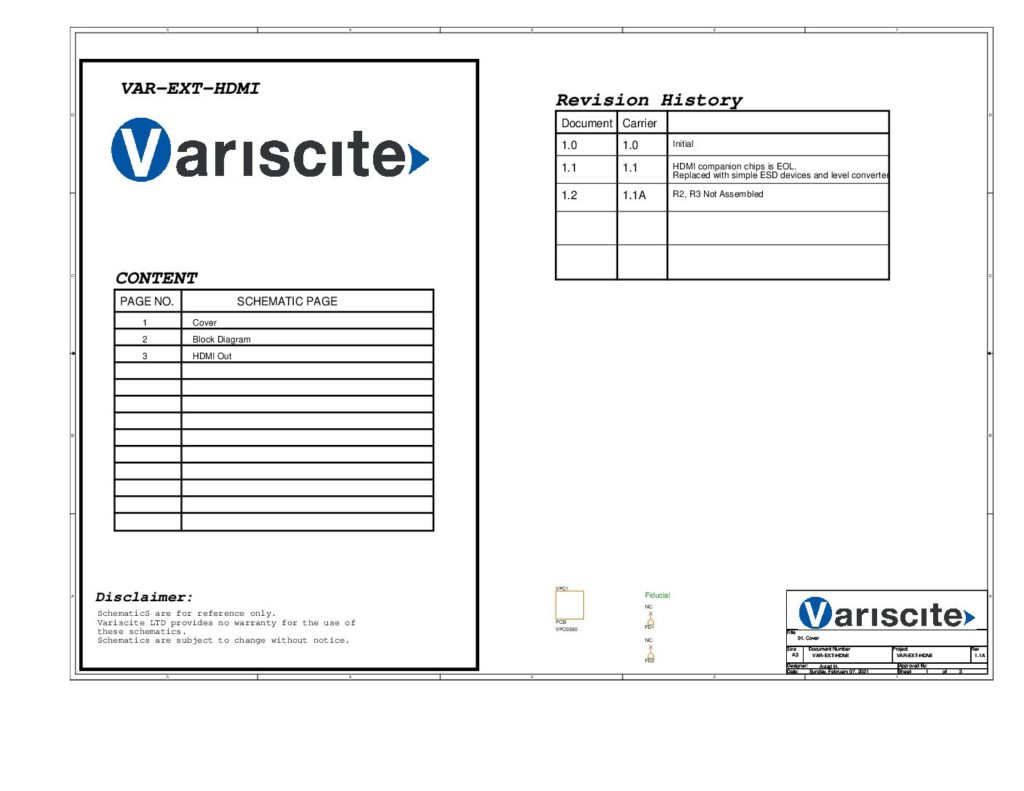 VAR-EXT-HDMI
Variscite
CONTENT
PAGE NO. SCHEMATIC PAGE
1 Cover
2 Block Diagram
3 HDMI Out
Disclaimer:
SchematicS are for reference only.
Variscite LTD provides no warranty for the use of
these schematics.
Schematics are subject to change without notice.
Revision History
Document Carrier
1.0 1.0 Initial
1.1 1.1 HDMI companion chips is EOL.
Replaced with simple ESD devices and level converter
1.2 1.1A R2, R3 Not Assembled
VPC1
PCB
VPC0380
Fiducial
NC
FD1
NC
FD2
Variscite
Title
01. Cover
Size Document Number Project Rev
A3 VAR-EXT-HDMI VAR-EXT-HDMI 1.1A
Designer: Aviad H. Approved By:
Date: Sunday, February 07, 2021 Sheet 1 of 3